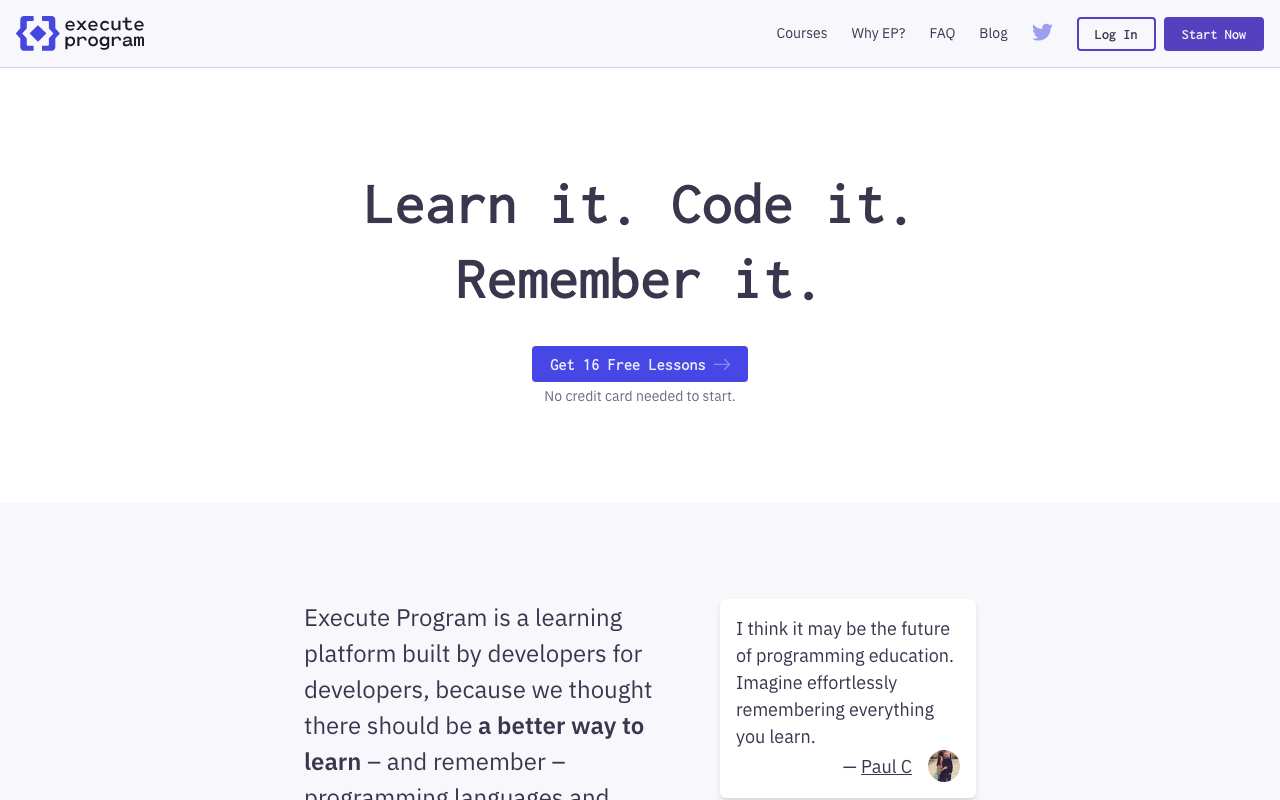 execute
program
Courses
Why EP?
FAQ
Blog
Log In
Start Now
Learn it. Code it.
Remember it.
Get 16 Free Lessons
No credit card needed to start.
Execute Program is a learning
platform built by developers for
developers, because we thought
there should be a better way to
learn – and remember –
programming languages and
I think it may be the future
of programming education.
Imagine effortlessly
remembering everything
you learn.
— Paul C